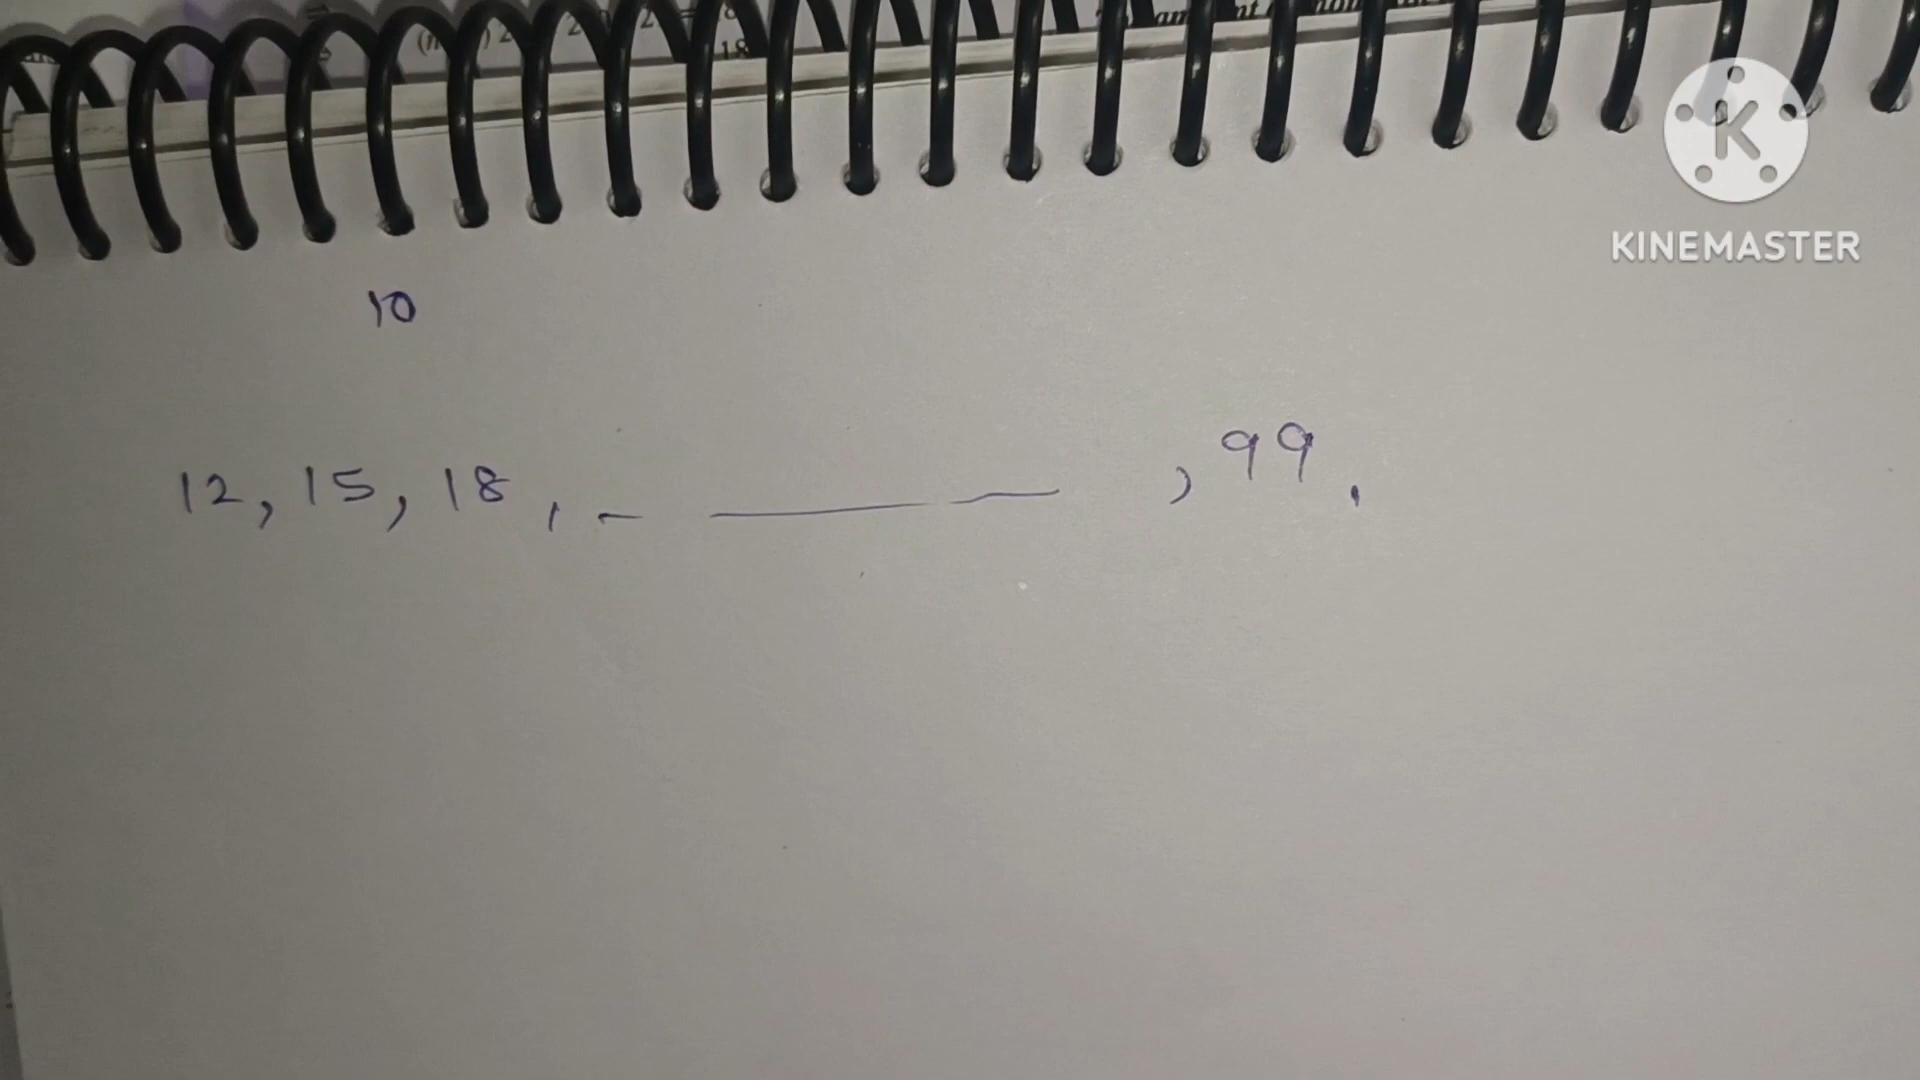 10
12, 15, 18, - ——— , 99.
K
KINEMASTER